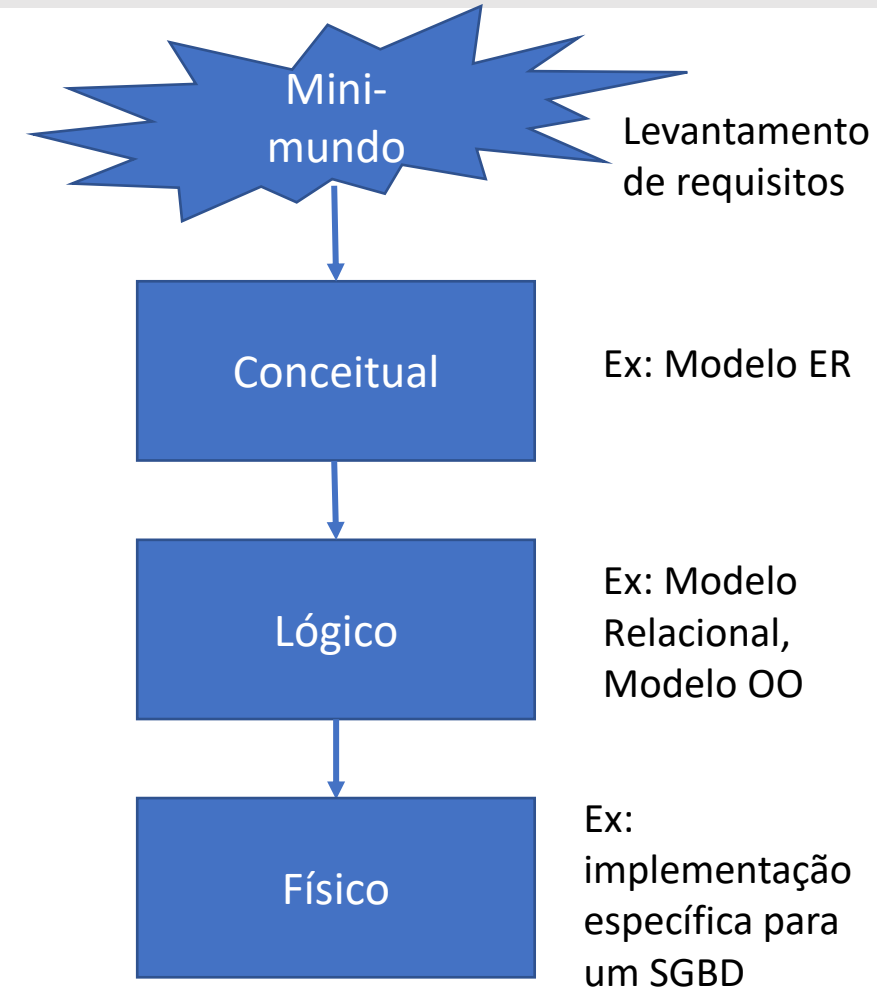 Mini-
mundo
Levantamento
de requisitos
Conceitual
Ex: Modelo ER
Lógico
Ex: Modelo
Relacional,
Modelo OO
Físico
Ex:
implementação
específica para
um SGBD